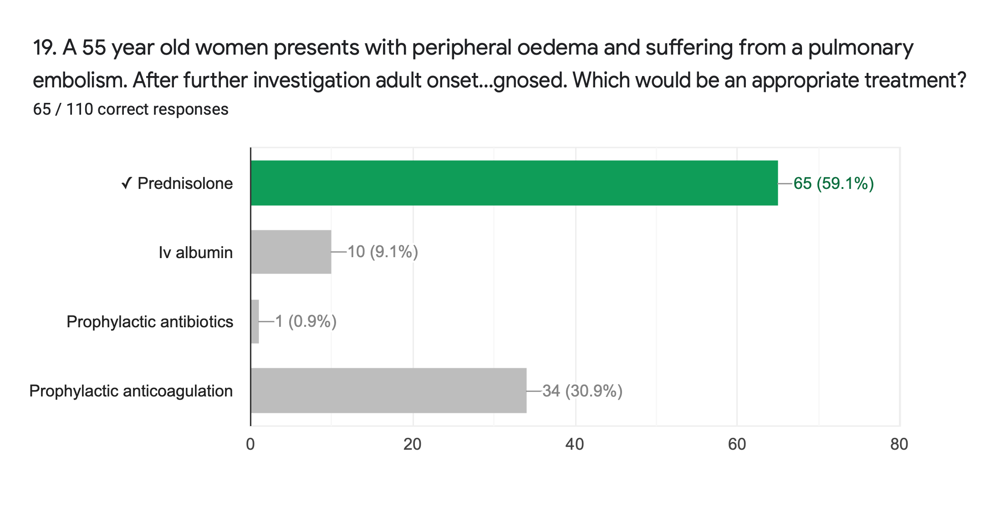 19. A 55 year old women presents with peripheral oedema and suffering from a pulmonary
embolism. After further investigation adult onset...gnosed. Which would be an appropriate treatment?
65 / 110 correct responses
✓ Prednisolone
65 (59.1%)
Iv albumin
10 (9.1%)
Prophylactic antibiotics
1 (0.9%)
Prophylactic anticoagulation
34 (30.9%)
0 20 40 60 80